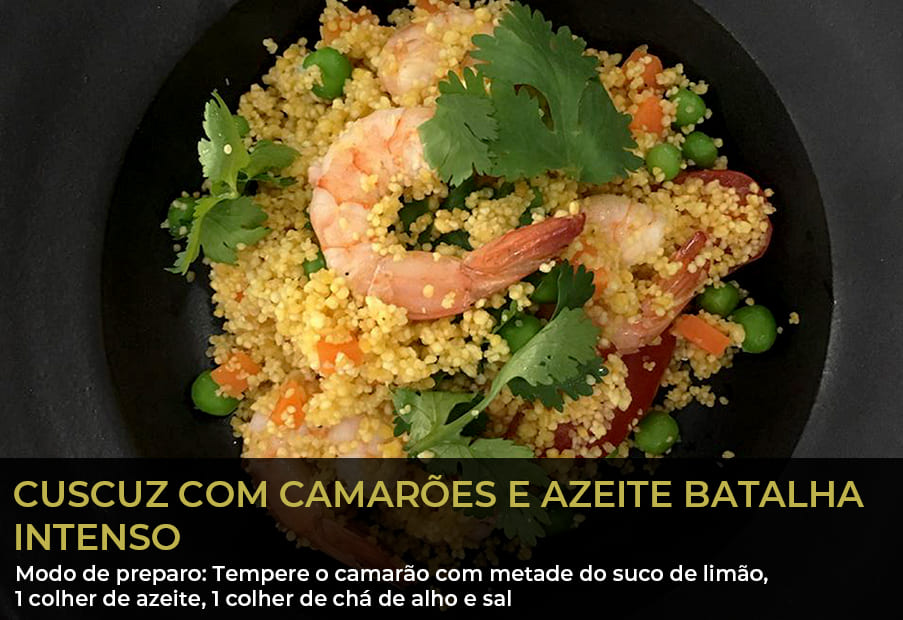 CUSCUZ COM CAMARÕES E AZEITE BATALHA
INTENSO
Modo de preparo: Tempere o camarão com metade do suco de limão,
1 colher de azeite, 1 colher de chá de alho e sal